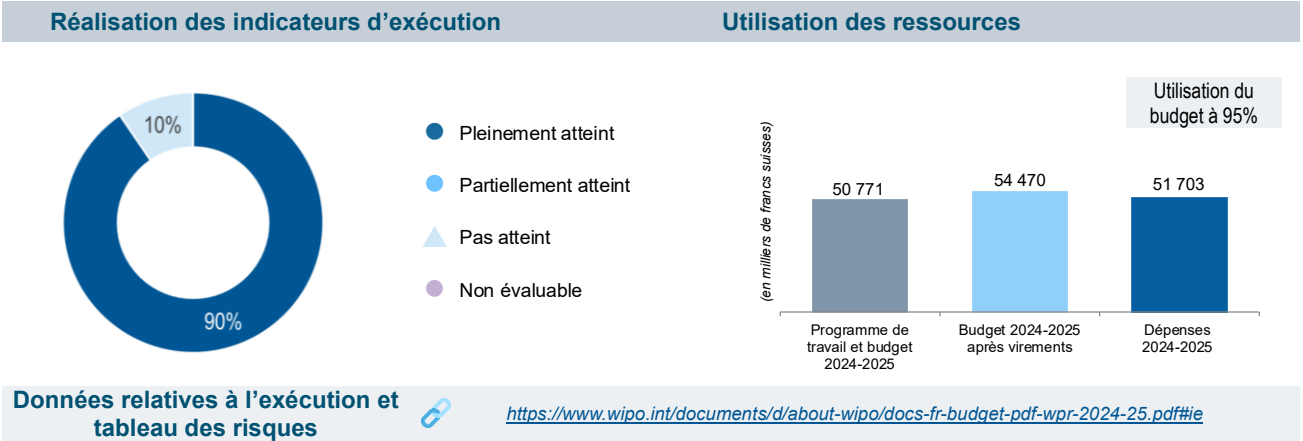 Réalisation des indicateurs d’exécution
Utilisation des ressources
10%
90%
Pleinement atteint
Partiellement atteint
Pas atteint
Non évaluable
Utilisation du
budget à 95%
(en milliers de francs suisses)
50 771
54 470
51 703
Programme de
travail et budget
2024-2025
Budget 2024-2025
après virements
Dépenses
2024-2025
Données relatives à l’exécution et
tableau des risques
https://www.wipo.int/documents/d/about-wipo/docs-fr-budget-pdf-wpr-2024-25.pdf#ie